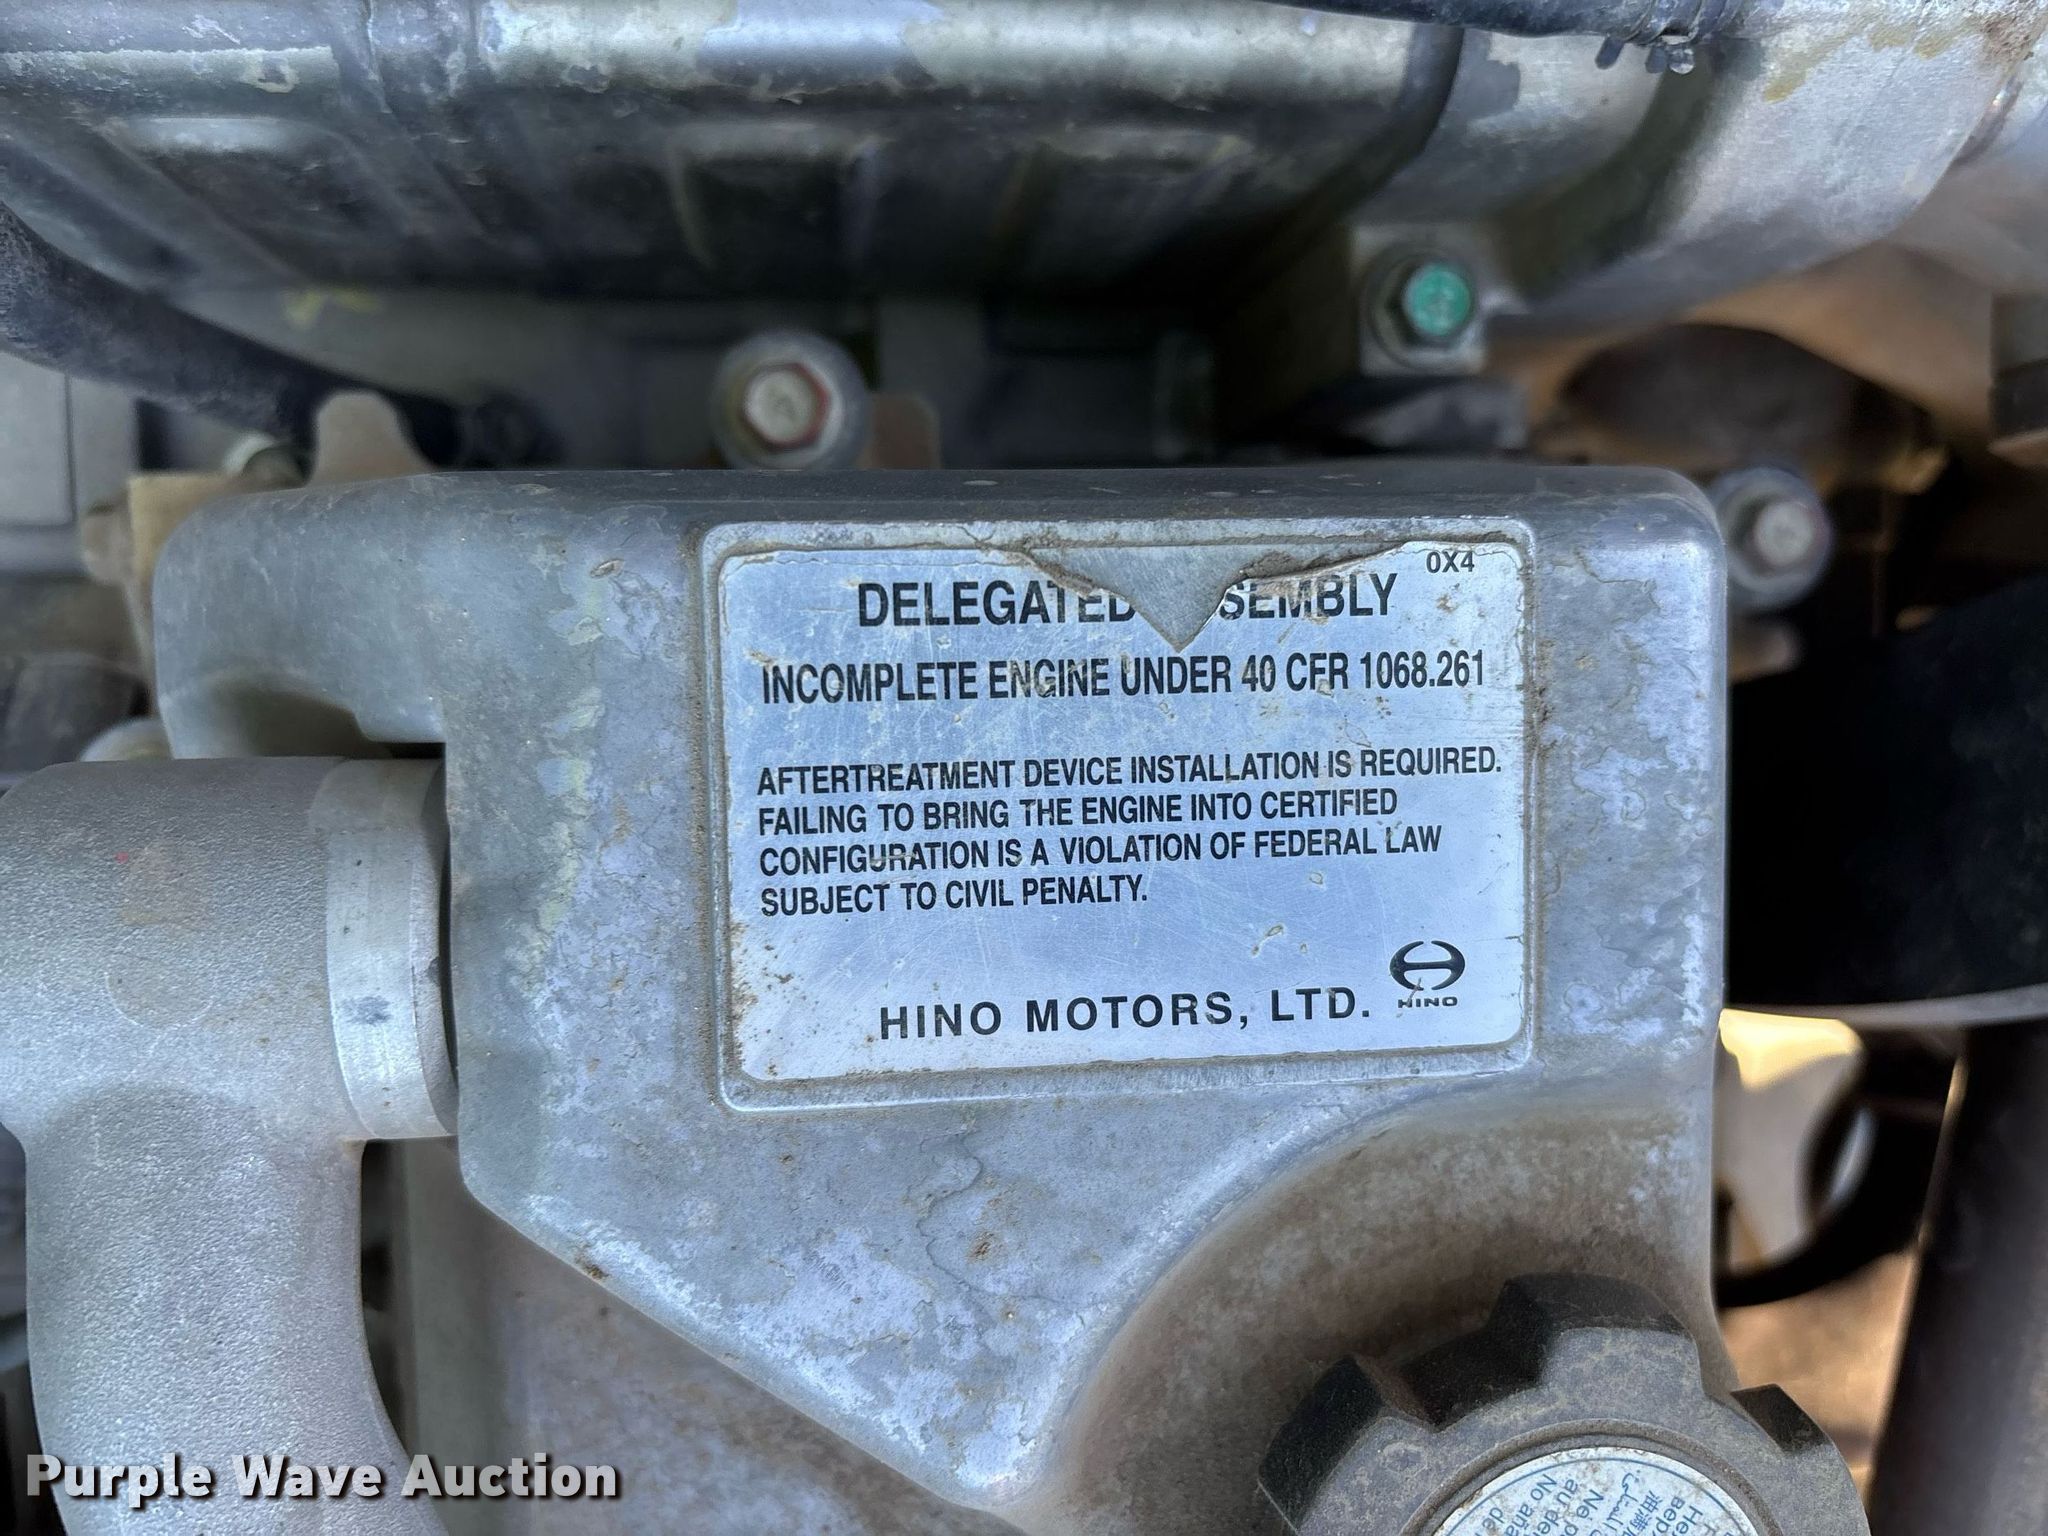 0X4
DELEGATED SEMBLY
INCOMPLETE ENGINE UNDER 40 CFR 1068.261
AFTERTREATMENT DEVICE INSTALLATION IS REQUIRED.
FAILING TO BRING THE ENGINE INTO CERTIFIED
CONFIGURATION IS A VIOLATION OF FEDERAL LAW
SUBJECT TO CIVIL PENALTY.
HINO MOTORS, LTD.
HINO
Purple Wave Auction